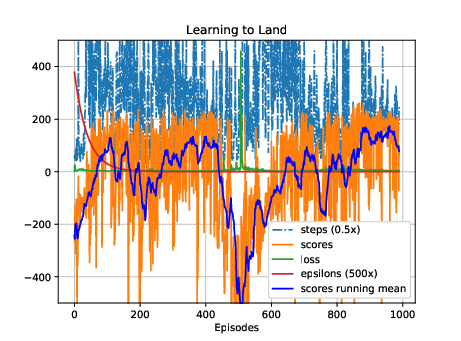 Learning to Land
400
200
0
−200
−400
steps (0.5x)
scores
loss
epsilons (500x)
scores running mean
0 200 400 600 800 1000
Episodes